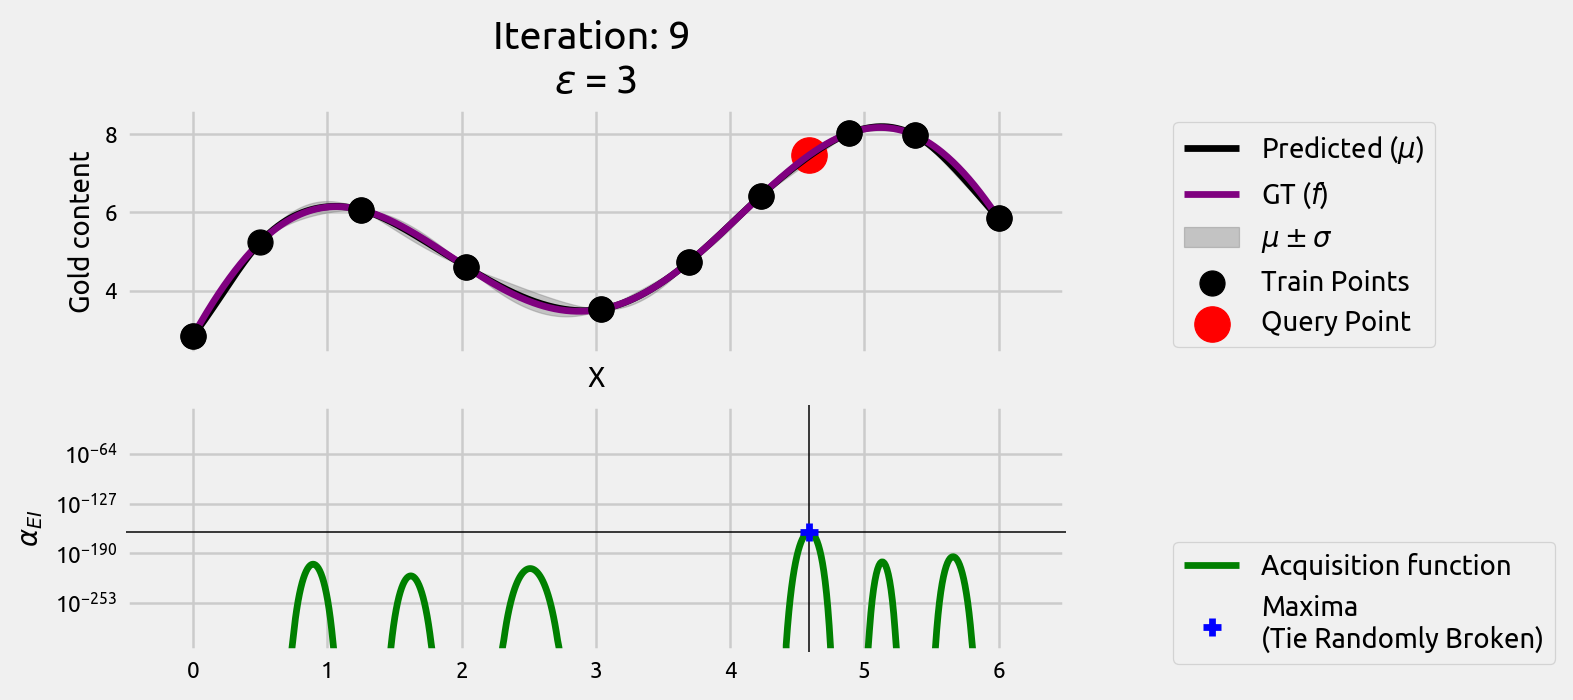 Iteration: 9
ε = 3
Gold content
8
6
4
X
Predicted (μ)
GT (f)
μ ± σ
Train Points
Query Point
α_EI
10⁻⁶⁴
10⁻¹²⁷
10⁻¹⁹⁰
10⁻²⁵³
0 1 2 3 4 5 6
Acquisition function
Maxima
(Tie Randomly Broken)